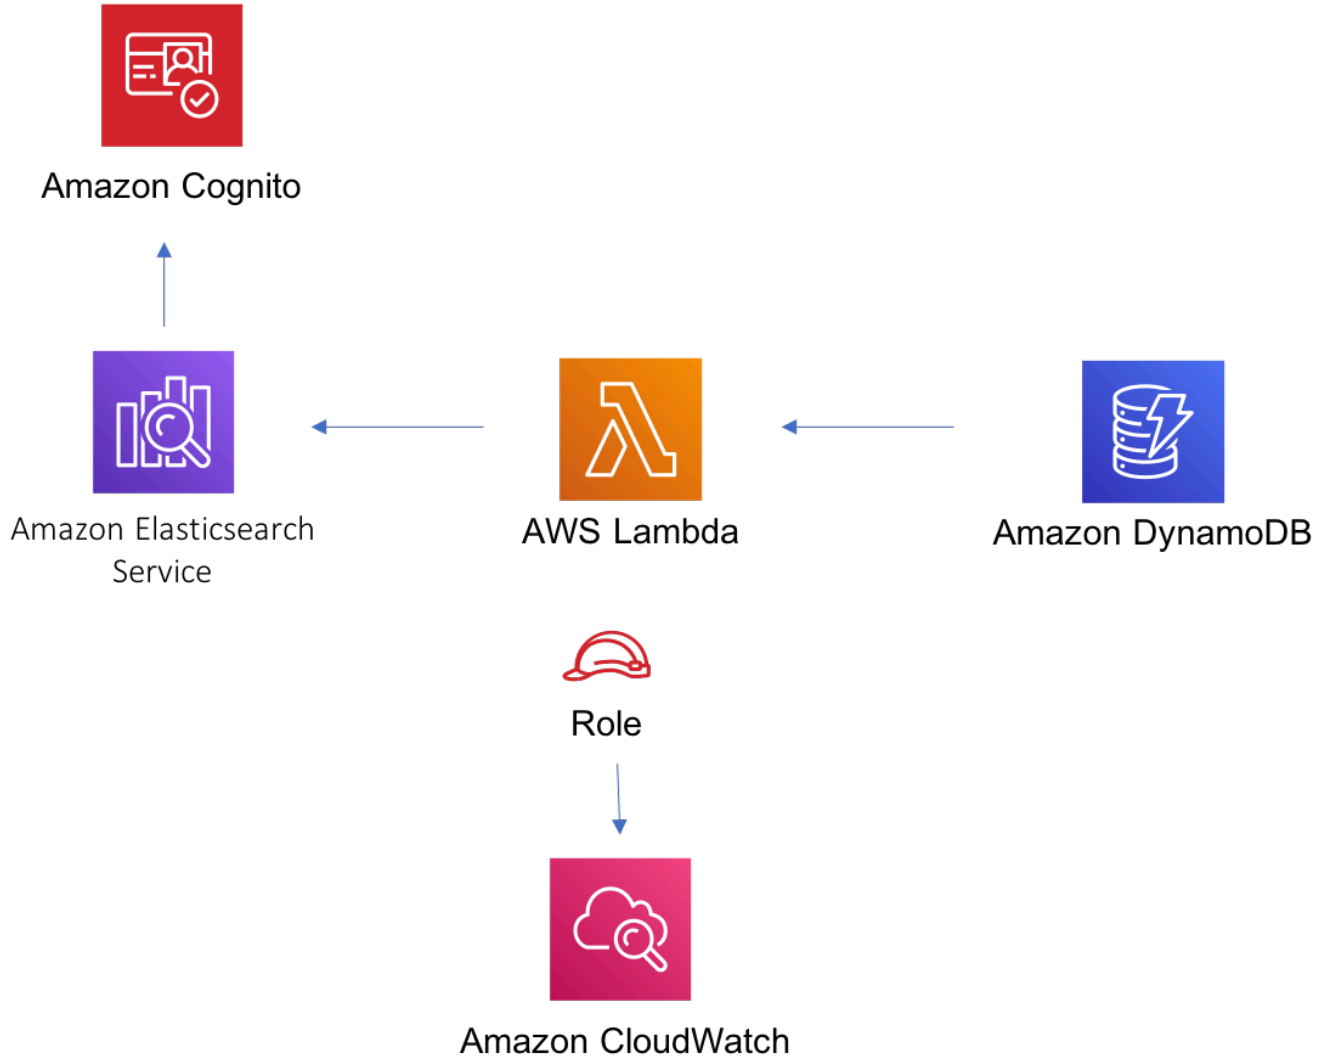 Amazon Cognito
Amazon Elasticsearch
Service
AWS Lambda
Amazon DynamoDB
Role
Amazon CloudWatch